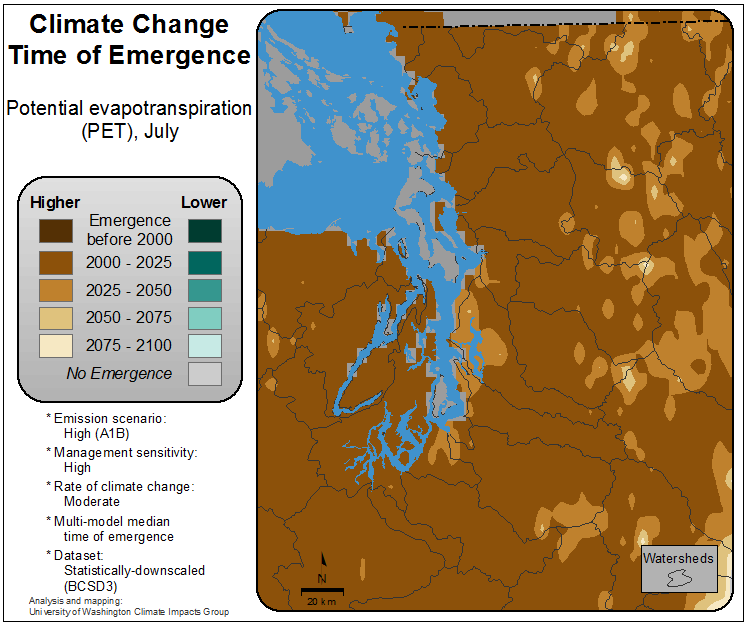 Climate Change
Time of Emergence
Potential evapotranspiration
(PET), July
Higher
Lower
Emergence
before 2000
2000 - 2025
2025 - 2050
2050 - 2075
2075 - 2100
No Emergence
* Emission scenario:
High (A1B)
* Management sensitivity:
High
* Rate of climate change:
Moderate
* Multi-model median
time of emergence
* Dataset:
Statistically-downscaled
(BCSD3)
Analysis and mapping:
University of Washington Climate Impacts Group
N
20 km
Watersheds